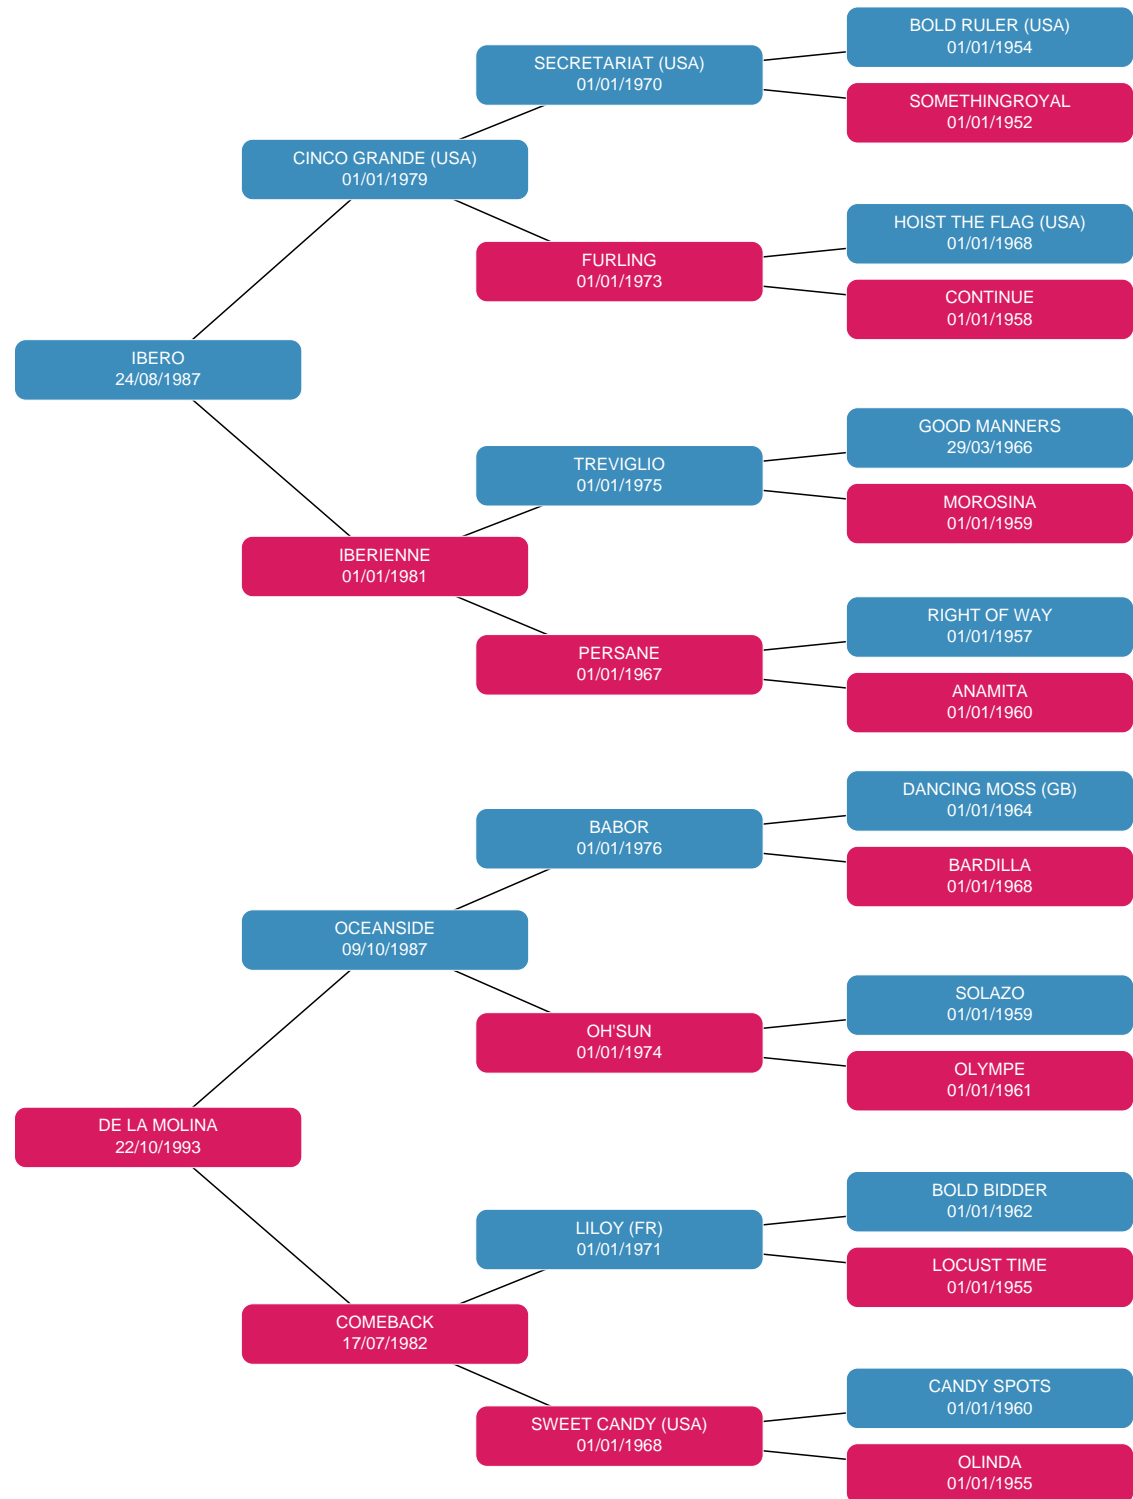 BOLD RULER (USA)
01/01/1954
SECRETARIAT (USA)
01/01/1970
SOMETHINGROYAL
01/01/1952
CINCO GRANDE (USA)
01/01/1979
HOIST THE FLAG (USA)
01/01/1968
FURLING
01/01/1973
CONTINUE
01/01/1958
IBERO
24/08/1987
GOOD MANNERS
29/03/1966
TREVIGLIO
01/01/1975
MOROSINA
01/01/1959
IBERIENNE
01/01/1981
RIGHT OF WAY
01/01/1957
PERSANE
01/01/1967
ANAMITA
01/01/1960
DANCING MOSS (GB)
01/01/1964
BABOR
01/01/1976
BARDILLA
01/01/1968
OCEANSIDE
09/10/1987
SOLAZO
01/01/1959
OH'SUN
01/01/1974
OLYMPE
01/01/1961
DE LA MOLINA
22/10/1993
BOLD BIDDER
01/01/1962
LILOY (FR)
01/01/1971
LOCUST TIME
01/01/1955
COMEBACK
17/07/1982
CANDY SPOTS
01/01/1960
SWEET CANDY (USA)
01/01/1968
OLINDA
01/01/1955